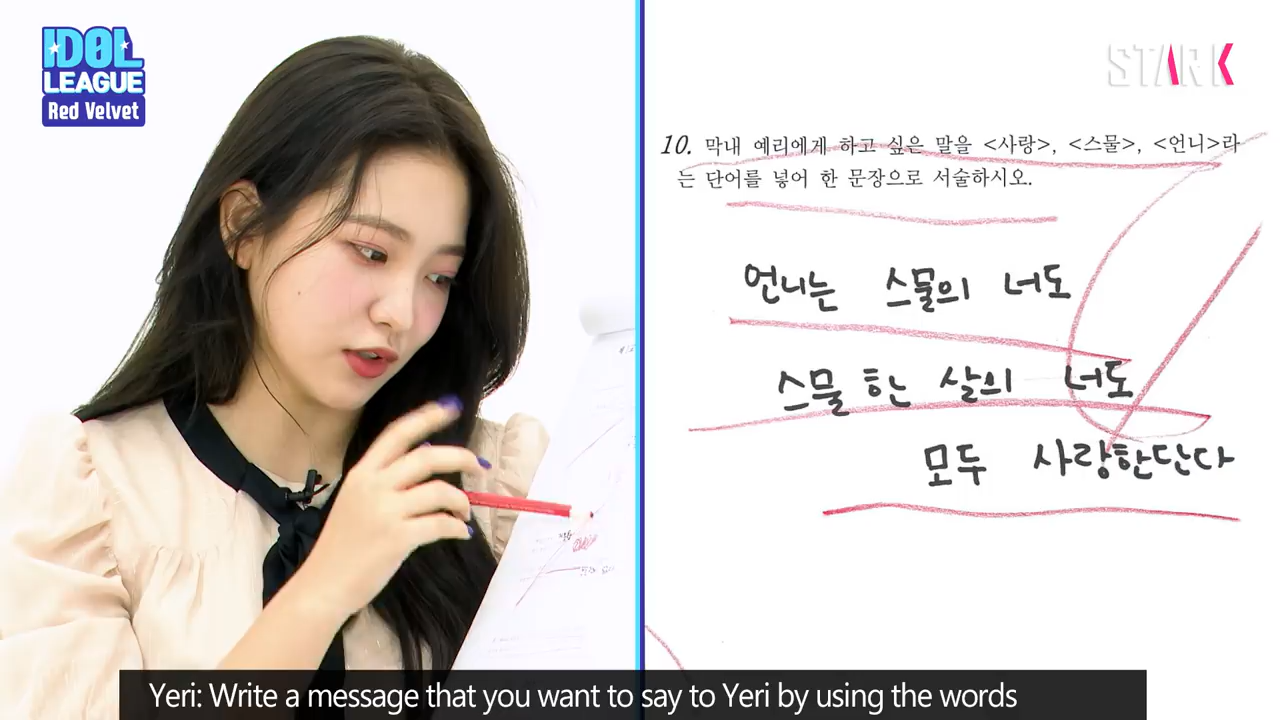 IDOL
LEAGUE
Red Velvet
STAR K
10. 막내 예리에게 하고 싶은 말을 <사랑>, <스물>, <언니>라
는 단어를 넣어 한 문장으로 서술하시오.
언니는 스물의 너도
스물 한 살의 너도
모두 사랑한단다
Yeri: Write a message that you want to say to Yeri by using the words